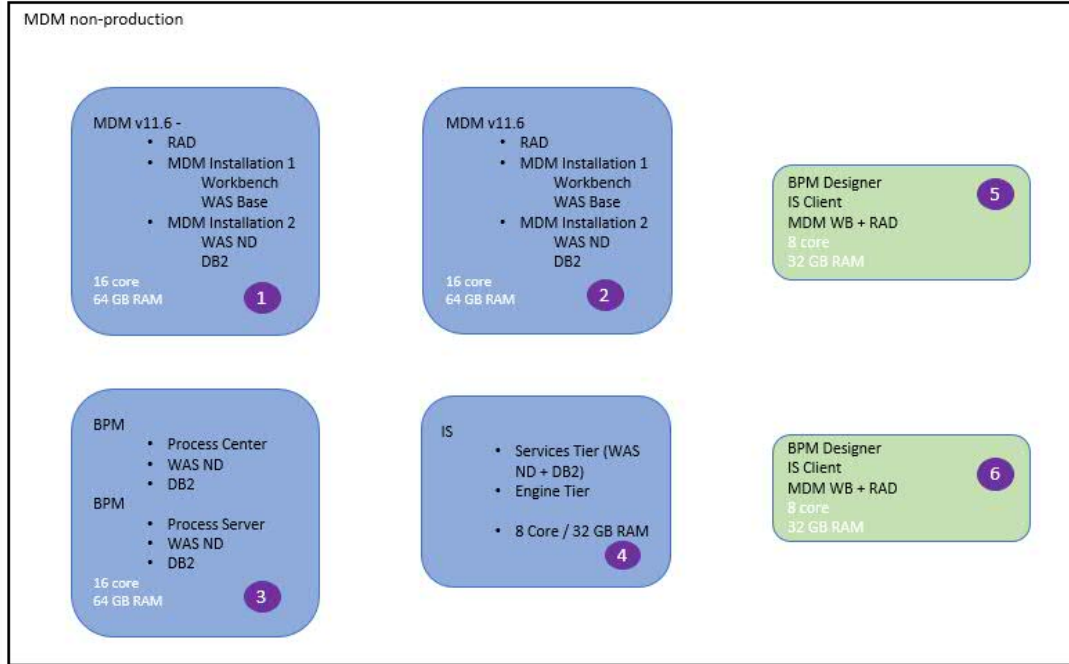 MDM non-production
MDM v11.6 -
• RAD
• MDM Installation 1
Workbench
WAS Base
• MDM Installation 2
WAS ND
DB2
16 core
64 GB RAM
1
MDM v11.6
• RAD
• MDM Installation 1
Workbench
WAS Base
• MDM Installation 2
WAS ND
DB2
16 core
64 GB RAM
2
BPM Designer
IS Client
MDM WB + RAD
8 core
32 GB RAM
5
BPM
• Process Center
• WAS ND
• DB2
BPM
• Process Server
• WAS ND
• DB2
16 core
64 GB RAM
3
IS
• Services Tier (WAS
ND + DB2)
• Engine Tier
• 8 Core / 32 GB RAM
4
BPM Designer
IS Client
MDM WB + RAD
8 core
32 GB RAM
6